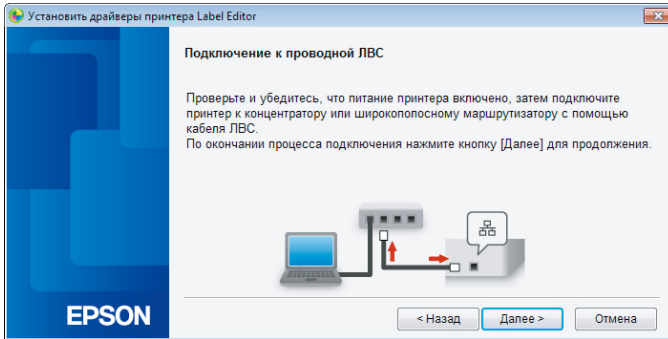 Установить драйверы принтера Label Editor
Подключение к проводной ЛВС
Проверьте и убедитесь, что питание принтера включено, затем подключите
принтер к концентратору или широкополосному маршрутизатору с помощью
кабеля ЛВС.
По окончании процесса подключения нажмите кнопку [Далее] для продолжения.
EPSON
< Назад
Далее >
Отмена